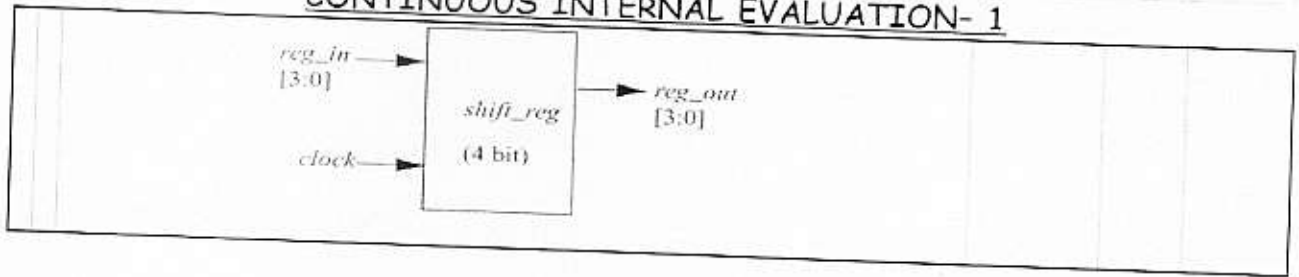 CONTINUOUS INTERNAL EVALUATION- 1
reg_in
[3:0]
shift_reg
(4 bit)
clock
reg_out
[3:0]